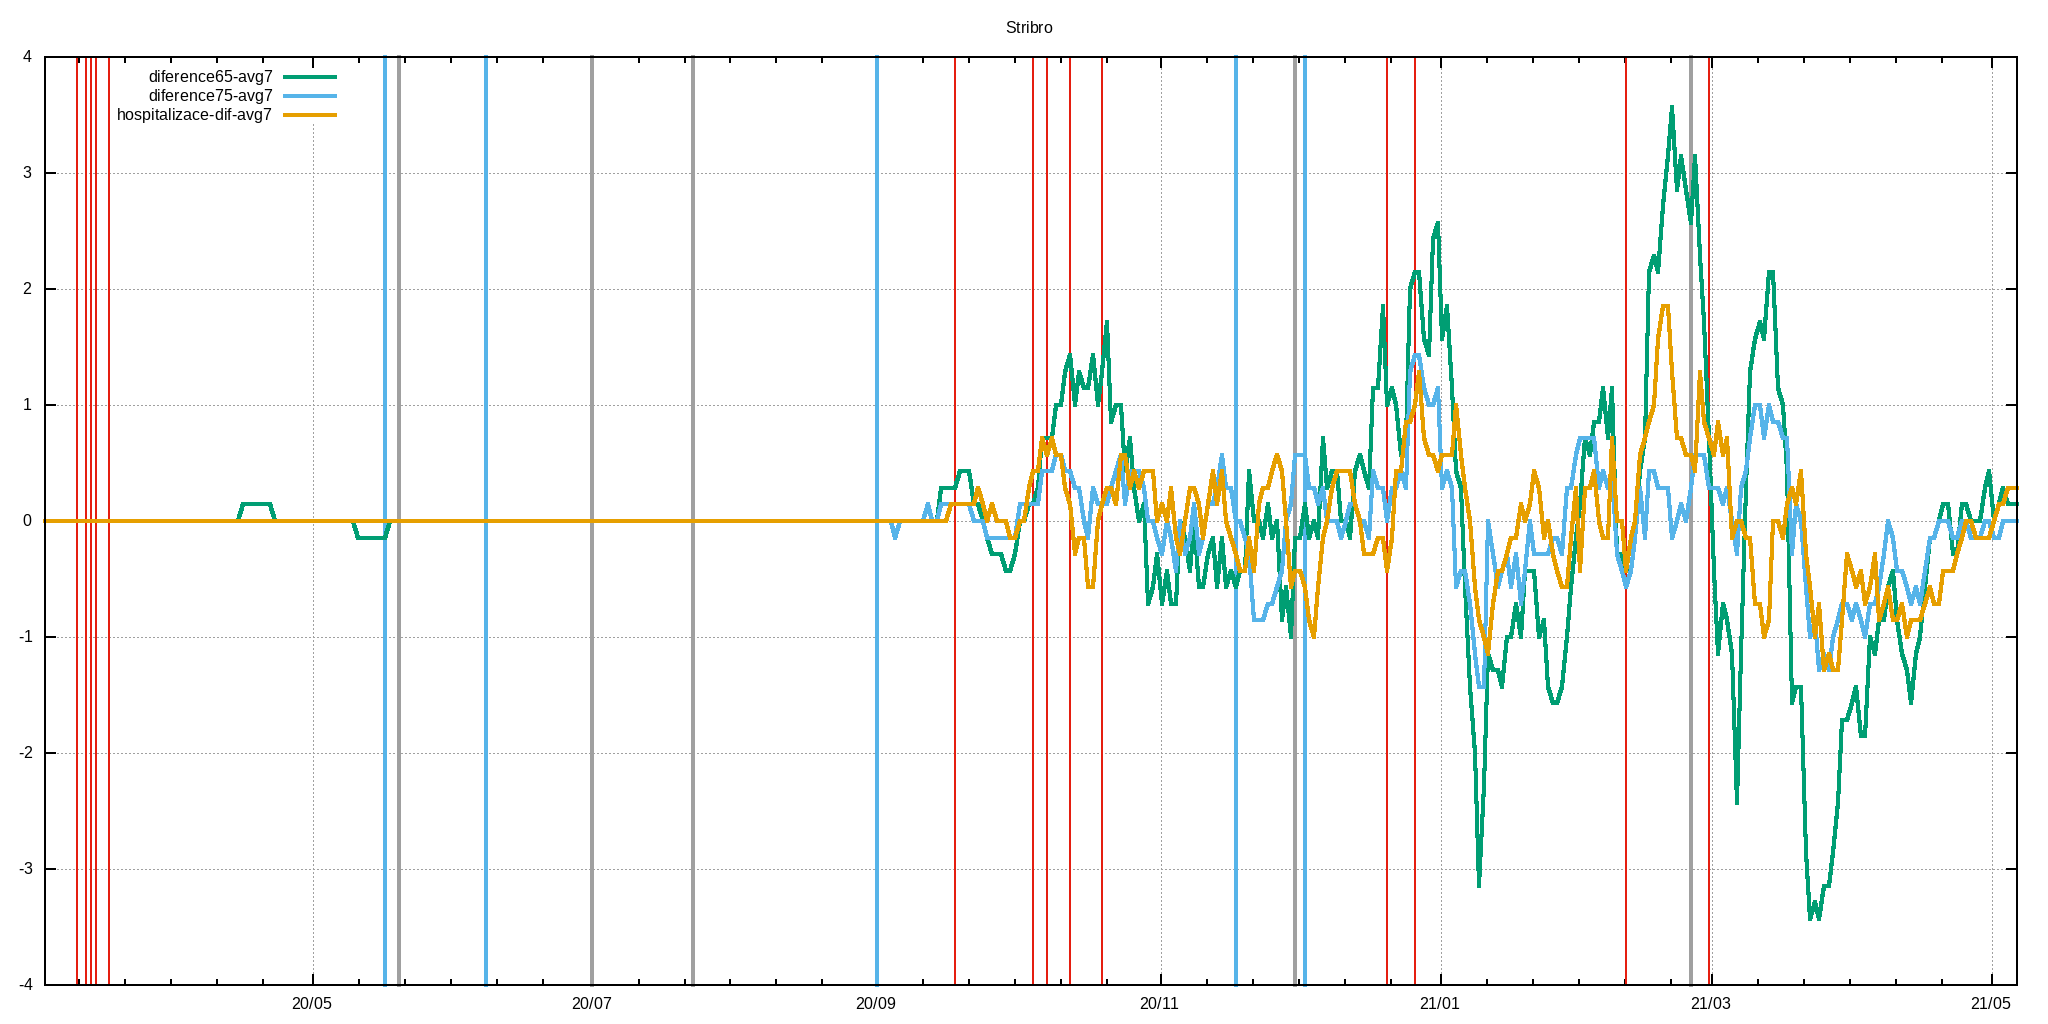 Stribro
diference65-avg7
diference75-avg7
hospitalizace-dif-avg7
4
3
2
1
0
-1
-2
-3
-4
20/05 20/07 20/09 20/11 21/01 21/03 21/05